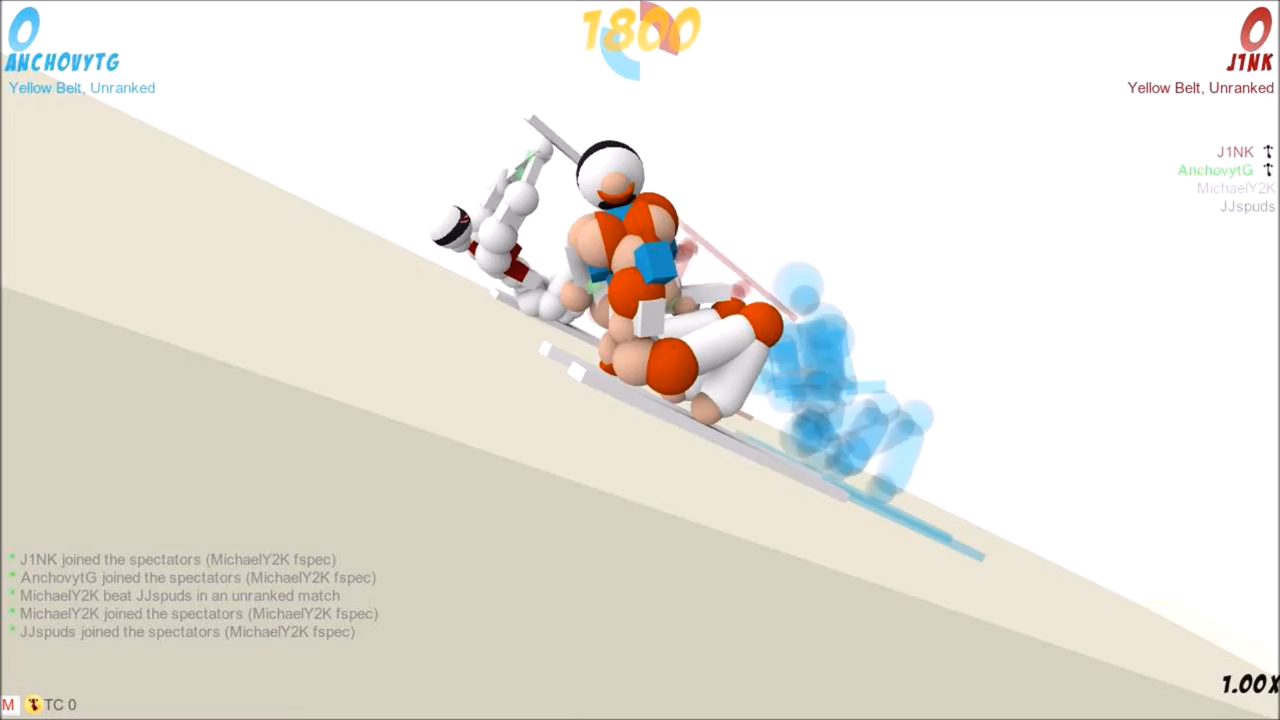 0
1800
0
ANCHOVYTG
J1NK
Yellow Belt, Unranked
Yellow Belt, Unranked
J1NK
AnchovytG
MichaelY2K
JJspuds
* J1NK joined the spectators (MichaelY2K fspec)
* AnchovytG joined the spectators (MichaelY2K fspec)
* MichaelY2K beat JJspuds in an unranked match
* MichaelY2K joined the spectators (MichaelY2K fspec)
* JJspuds joined the spectators (MichaelY2K fspec)
1.00X
M TC 0